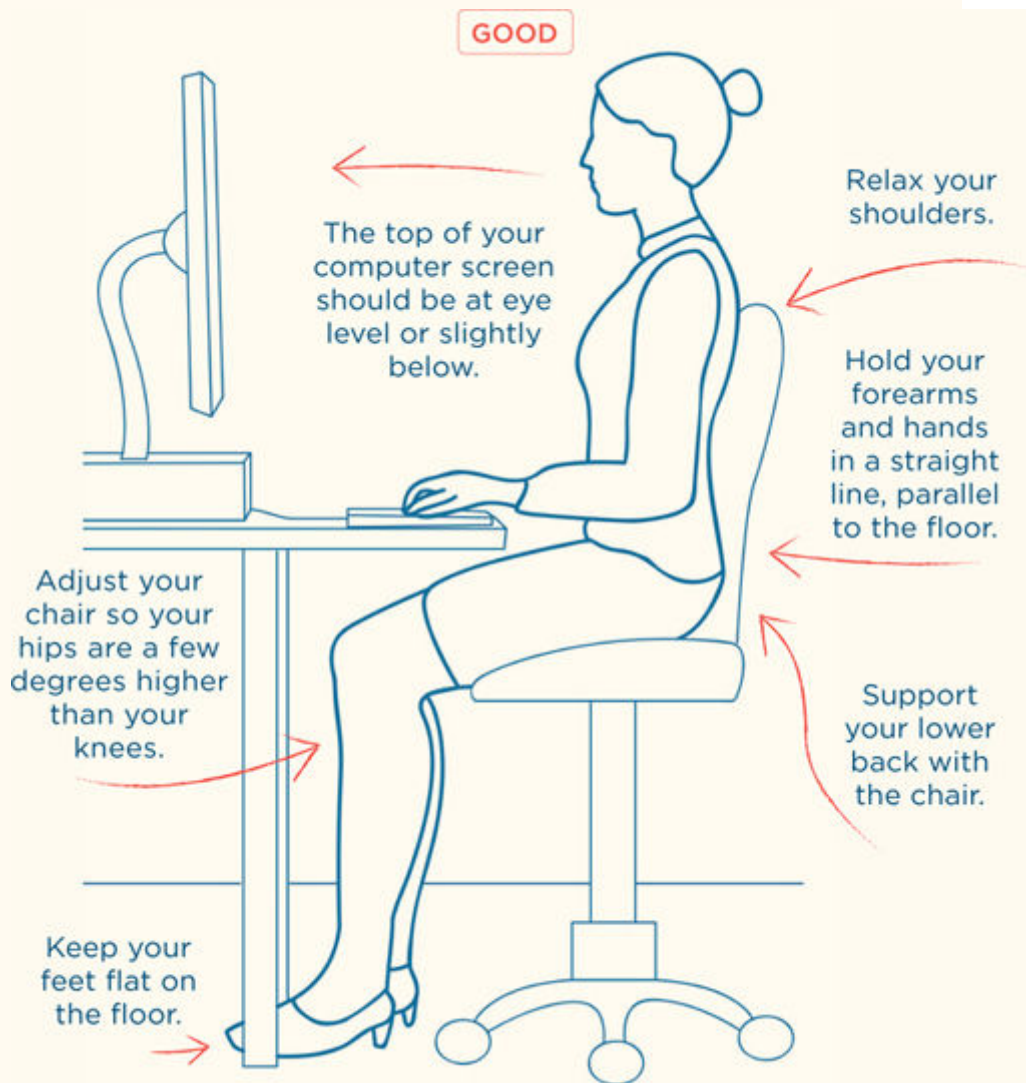 GOOD
The top of your
computer screen
should be at eye
level or slightly
below.
Relax your
shoulders.
Hold your
forearms
and hands
in a straight
line, parallel
to the floor.
Adjust your
chair so your
hips are a few
degrees higher
than your
knees.
Support
your lower
back with
the chair.
Keep your
feet flat on
the floor.